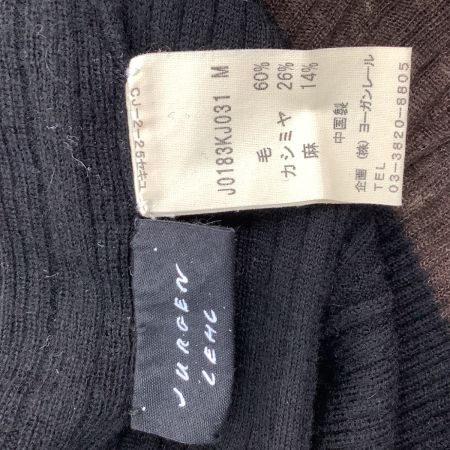 J0183KJ031 M
毛 60%
カシミヤ 26%
麻 14%
中国製
企画 (株)ヨーガンレール
TEL
03-3820-8805
JURGEN
LEHL